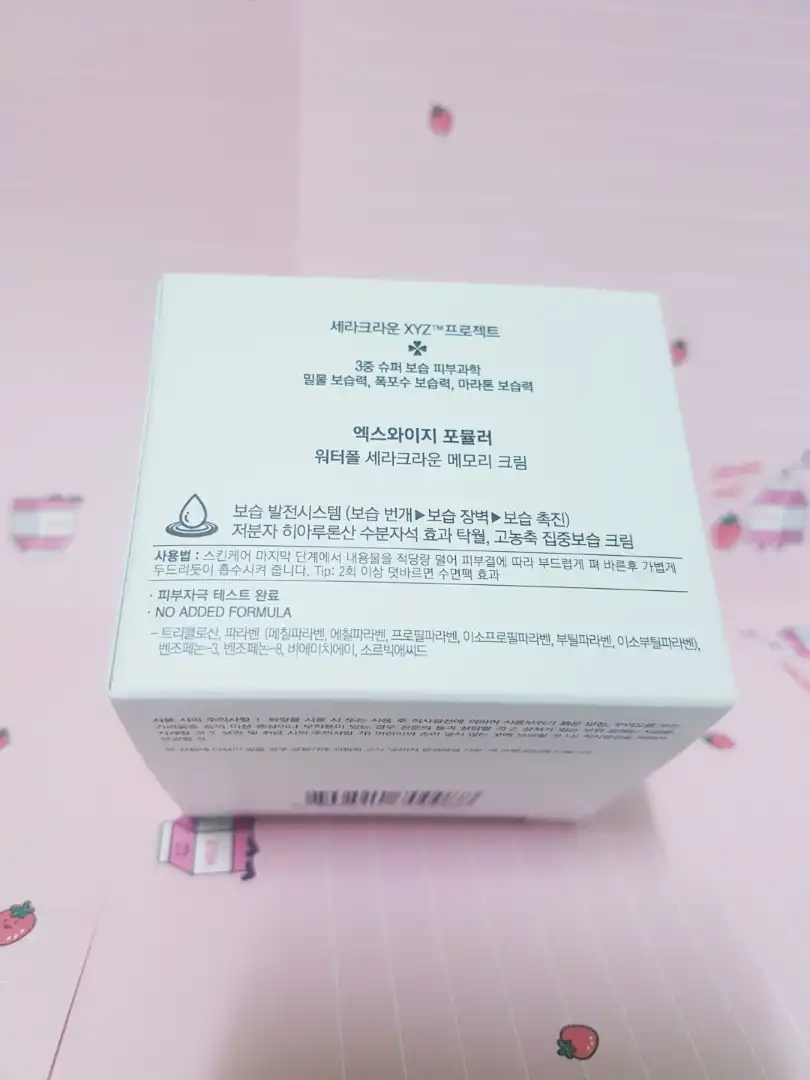 세라크라운 XYZ™프로젝트
3중 슈퍼 보습 피부과학
밀물 보습력, 폭포수 보습력, 마라톤 보습력
엑스와이지 포뮬러
워터폴 세라크라운 메모리 크림
보습 발전시스템 (보습 번개▶보습 장벽▶보습 촉진)
저분자 히아루론산 수분자석 효과 탁월, 고농축 집중보습 크림
사용법 : 스킨케어 마지막 단계에서 내용물을 적당량 덜어 피부결에 따라 부드럽게 펴 바른후 가볍게
두드리듯이 흡수시켜 줍니다. Tip: 2회 이상 덧바르면 수면팩 효과
· 피부자극 테스트 완료
· NO ADDED FORMULA
- 트리클로산, 파라벤 (메칠파라벤, 에칠파라벤, 프로필파라벤, 이소프로필파라벤, 부틸파라벤, 이소부틸파라벤),
벤조페논-3, 벤조페논-8, 비에이치에이, 소르빅애씨드